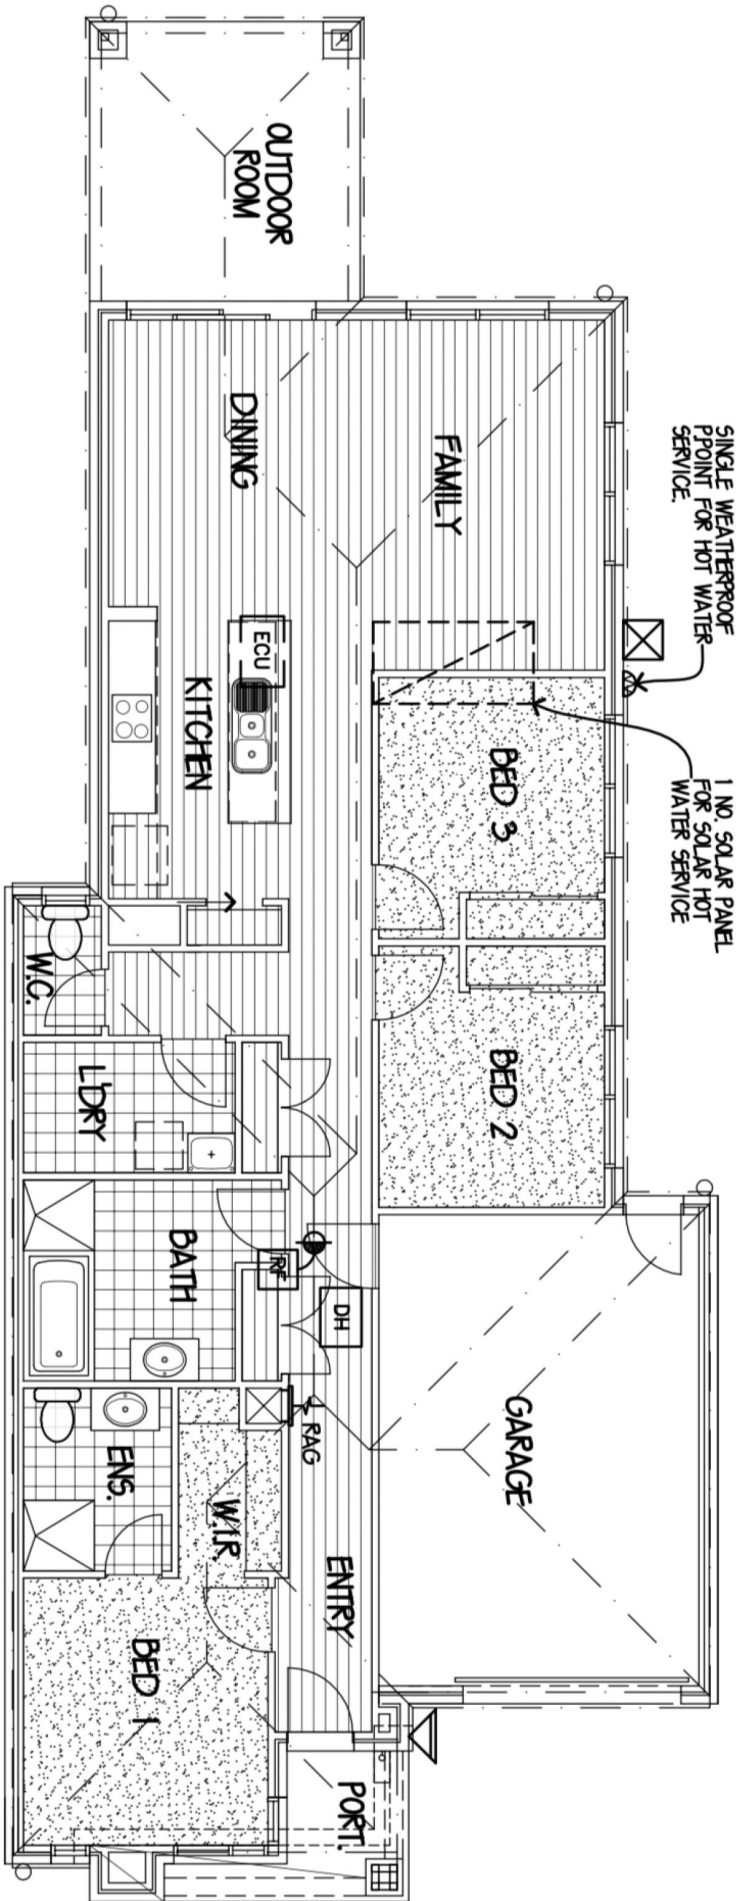 SINGLE WEATHERPROOF
PPOINT FOR HOT WATER
SERVICE.
1 NO. SOLAR PANEL
FOR SOLAR HOT
WATER SERVICE
OUTDOOR
ROOM
FAMILY
DINING
ECU
KITCHEN
BED 3
BED 2
W.C.
L'DRY
BATH
RF
DH
RAG
GARAGE
ENS.
W.I.R.
ENTRY
BED 1
PORT.